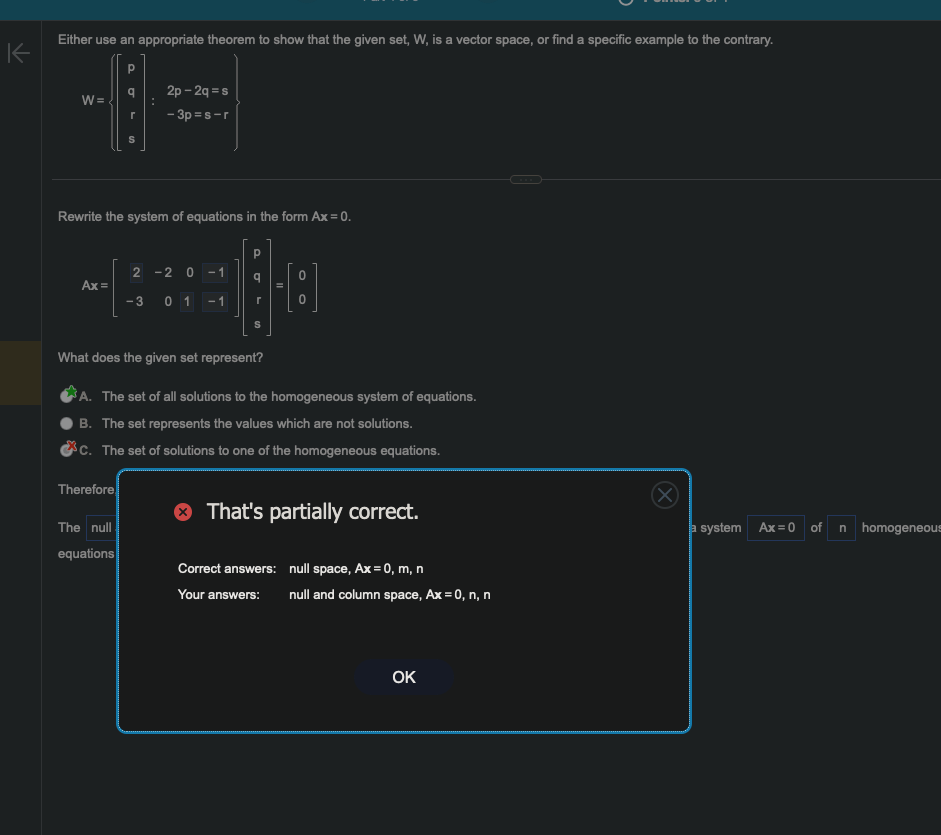 Either use an appropriate theorem to show that the given set, W, is a vector space, or find a specific example to the contrary.
p
q 2p − 2q = s
W = :
r − 3p = s − r
s
Rewrite the system of equations in the form Ax = 0.
p
2 − 2 0 − 1 q 0
Ax = =
− 3 0 1 − 1 r 0
s
What does the given set represent?
A. The set of all solutions to the homogeneous system of equations.
B. The set represents the values which are not solutions.
C. The set of solutions to one of the homogeneous equations.
Therefore
That's partially correct.
The null a system Ax = 0 of n homogeneous
equations
Correct answers: null space, Ax = 0, m, n
Your answers: null and column space, Ax = 0, n, n
OK